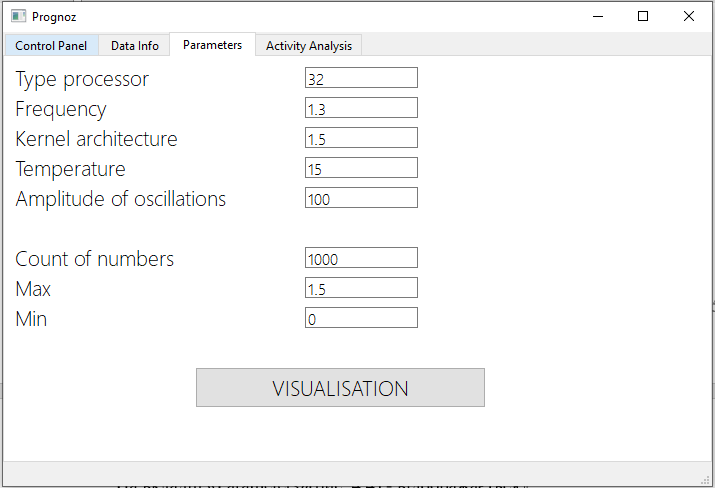 Prognoz
Control Panel Data Info Parameters Activity Analysis
Type processor 32
Frequency 1.3
Kernel architecture 1.5
Temperature 15
Amplitude of oscillations 100
Count of numbers 1000
Max 1.5
Min 0
VISUALISATION